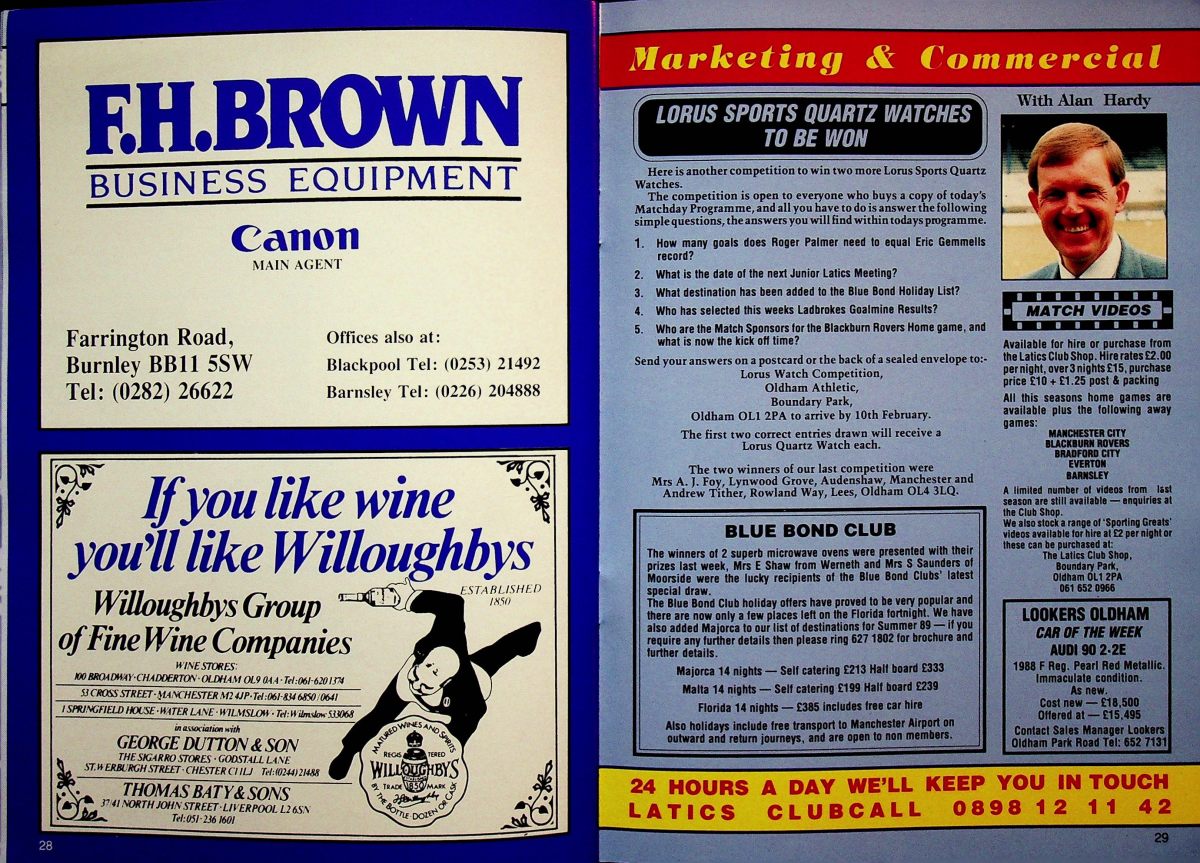 F.H.BROWN
BUSINESS EQUIPMENT
Canon
MAIN AGENT
Farrington Road,
Burnley BB11 5SW
Tel: (0282) 26622
Offices also at:
Blackpool Tel: (0253) 21492
Barnsley Tel: (0226) 204888
If you like wine
you'll like Willoughbys
ESTABLISHED
1850
Willoughbys Group
of Fine Wine Companies
WINE STORES:
100 BROADWAY · CHADDERTON · OLDHAM OL9 0AA · Tel: 061-620 1374
53 CROSS STREET · MANCHESTER M2 4JP · Tel: 061-834 6850/0641
1 SPRINGFIELD HOUSE · WATER LANE · WILMSLOW · Tel: Wilmslow 533068
in association with
GEORGE DUTTON & SON
THE SIGARRO STORES · GODSTALL LANE
ST. WERBURGH STREET · CHESTER C1 1LJ Tel: (0244) 21488
THOMAS BATY & SONS
37/41 NORTH JOHN STREET · LIVERPOOL L2 6SN
Tel: 051-236 1601
MATURED WINES AND SPIRITS
REGISTERED
WILLOUGHBYS
TRADE 1850 MARK
BY THE BOTTLE · DOZEN OR CASK
28
Marketing & Commercial
LORUS SPORTS QUARTZ WATCHES
TO BE WON
Here is another competition to win two more Lorus Sports Quartz
Watches.
The competition is open to everyone who buys a copy of today's
Matchday Programme, and all you have to do is answer the following
simple questions, the answers you will find within todays programme.
1. How many goals does Roger Palmer need to equal Eric Gemmells
record?
2. What is the date of the next Junior Latics Meeting?
3. What destination has been added to the Blue Bond Holiday List?
4. Who has selected this weeks Ladbrokes Goalmine Results?
5. Who are the Match Sponsors for the Blackburn Rovers Home game, and
what is now the kick off time?
Send your answers on a postcard or the back of a sealed envelope to:-
Lorus Watch Competition,
Oldham Athletic,
Boundary Park,
Oldham OL1 2PA to arrive by 10th February.
The first two correct entries drawn will receive a
Lorus Quartz Watch each.
The two winners of our last competition were
Mrs A. J. Foy, Lynwood Grove, Audenshaw, Manchester and
Andrew Tither, Rowland Way, Lees, Oldham OL4 3LQ.
BLUE BOND CLUB
The winners of 2 superb microwave ovens were presented with their
prizes last week, Mrs E Shaw from Werneth and Mrs S Saunders of
Moorside were the lucky recipients of the Blue Bond Clubs' latest
special draw.
The Blue Bond Club holiday offers have proved to be very popular and
there are now only a few places left on the Florida fortnight. We have
also added Majorca to our list of destinations for Summer 89 — if you
require any further details then please ring 627 1802 for brochure and
further details.
Majorca 14 nights — Self catering £213 Half board £333
Malta 14 nights — Self catering £199 Half board £239
Florida 14 nights — £385 includes free car hire
Also holidays include free transport to Manchester Airport on
outward and return journeys, and are open to non members.
With Alan Hardy
MATCH VIDEOS
Available for hire or purchase from
the Latics Club Shop. Hire rates £2.00
per night, over 3 nights £15, purchase
price £10 + £1.25 post & packing
All this seasons home games are
available plus the following away
games:
MANCHESTER CITY
BLACKBURN ROVERS
BRADFORD CITY
EVERTON
BARNSLEY
A limited number of videos from last
season are still available — enquiries at
the Club Shop.
We also stock a range of 'Sporting Greats'
videos available for hire at £2 per night or
these can be purchased at:
The Latics Club Shop,
Boundary Park,
Oldham OL1 2PA
061 652 0966
LOOKERS OLDHAM
CAR OF THE WEEK
AUDI 90 2-2E
1988 F Reg. Pearl Red Metallic.
Immaculate condition.
As new.
Cost new — £18,500
Offered at — £15,495
Contact Sales Manager Lookers
Oldham Park Road Tel: 652 7131
24 HOURS A DAY WE'LL KEEP YOU IN TOUCH
LATICS CLUBCALL 0898 12 11 42
29